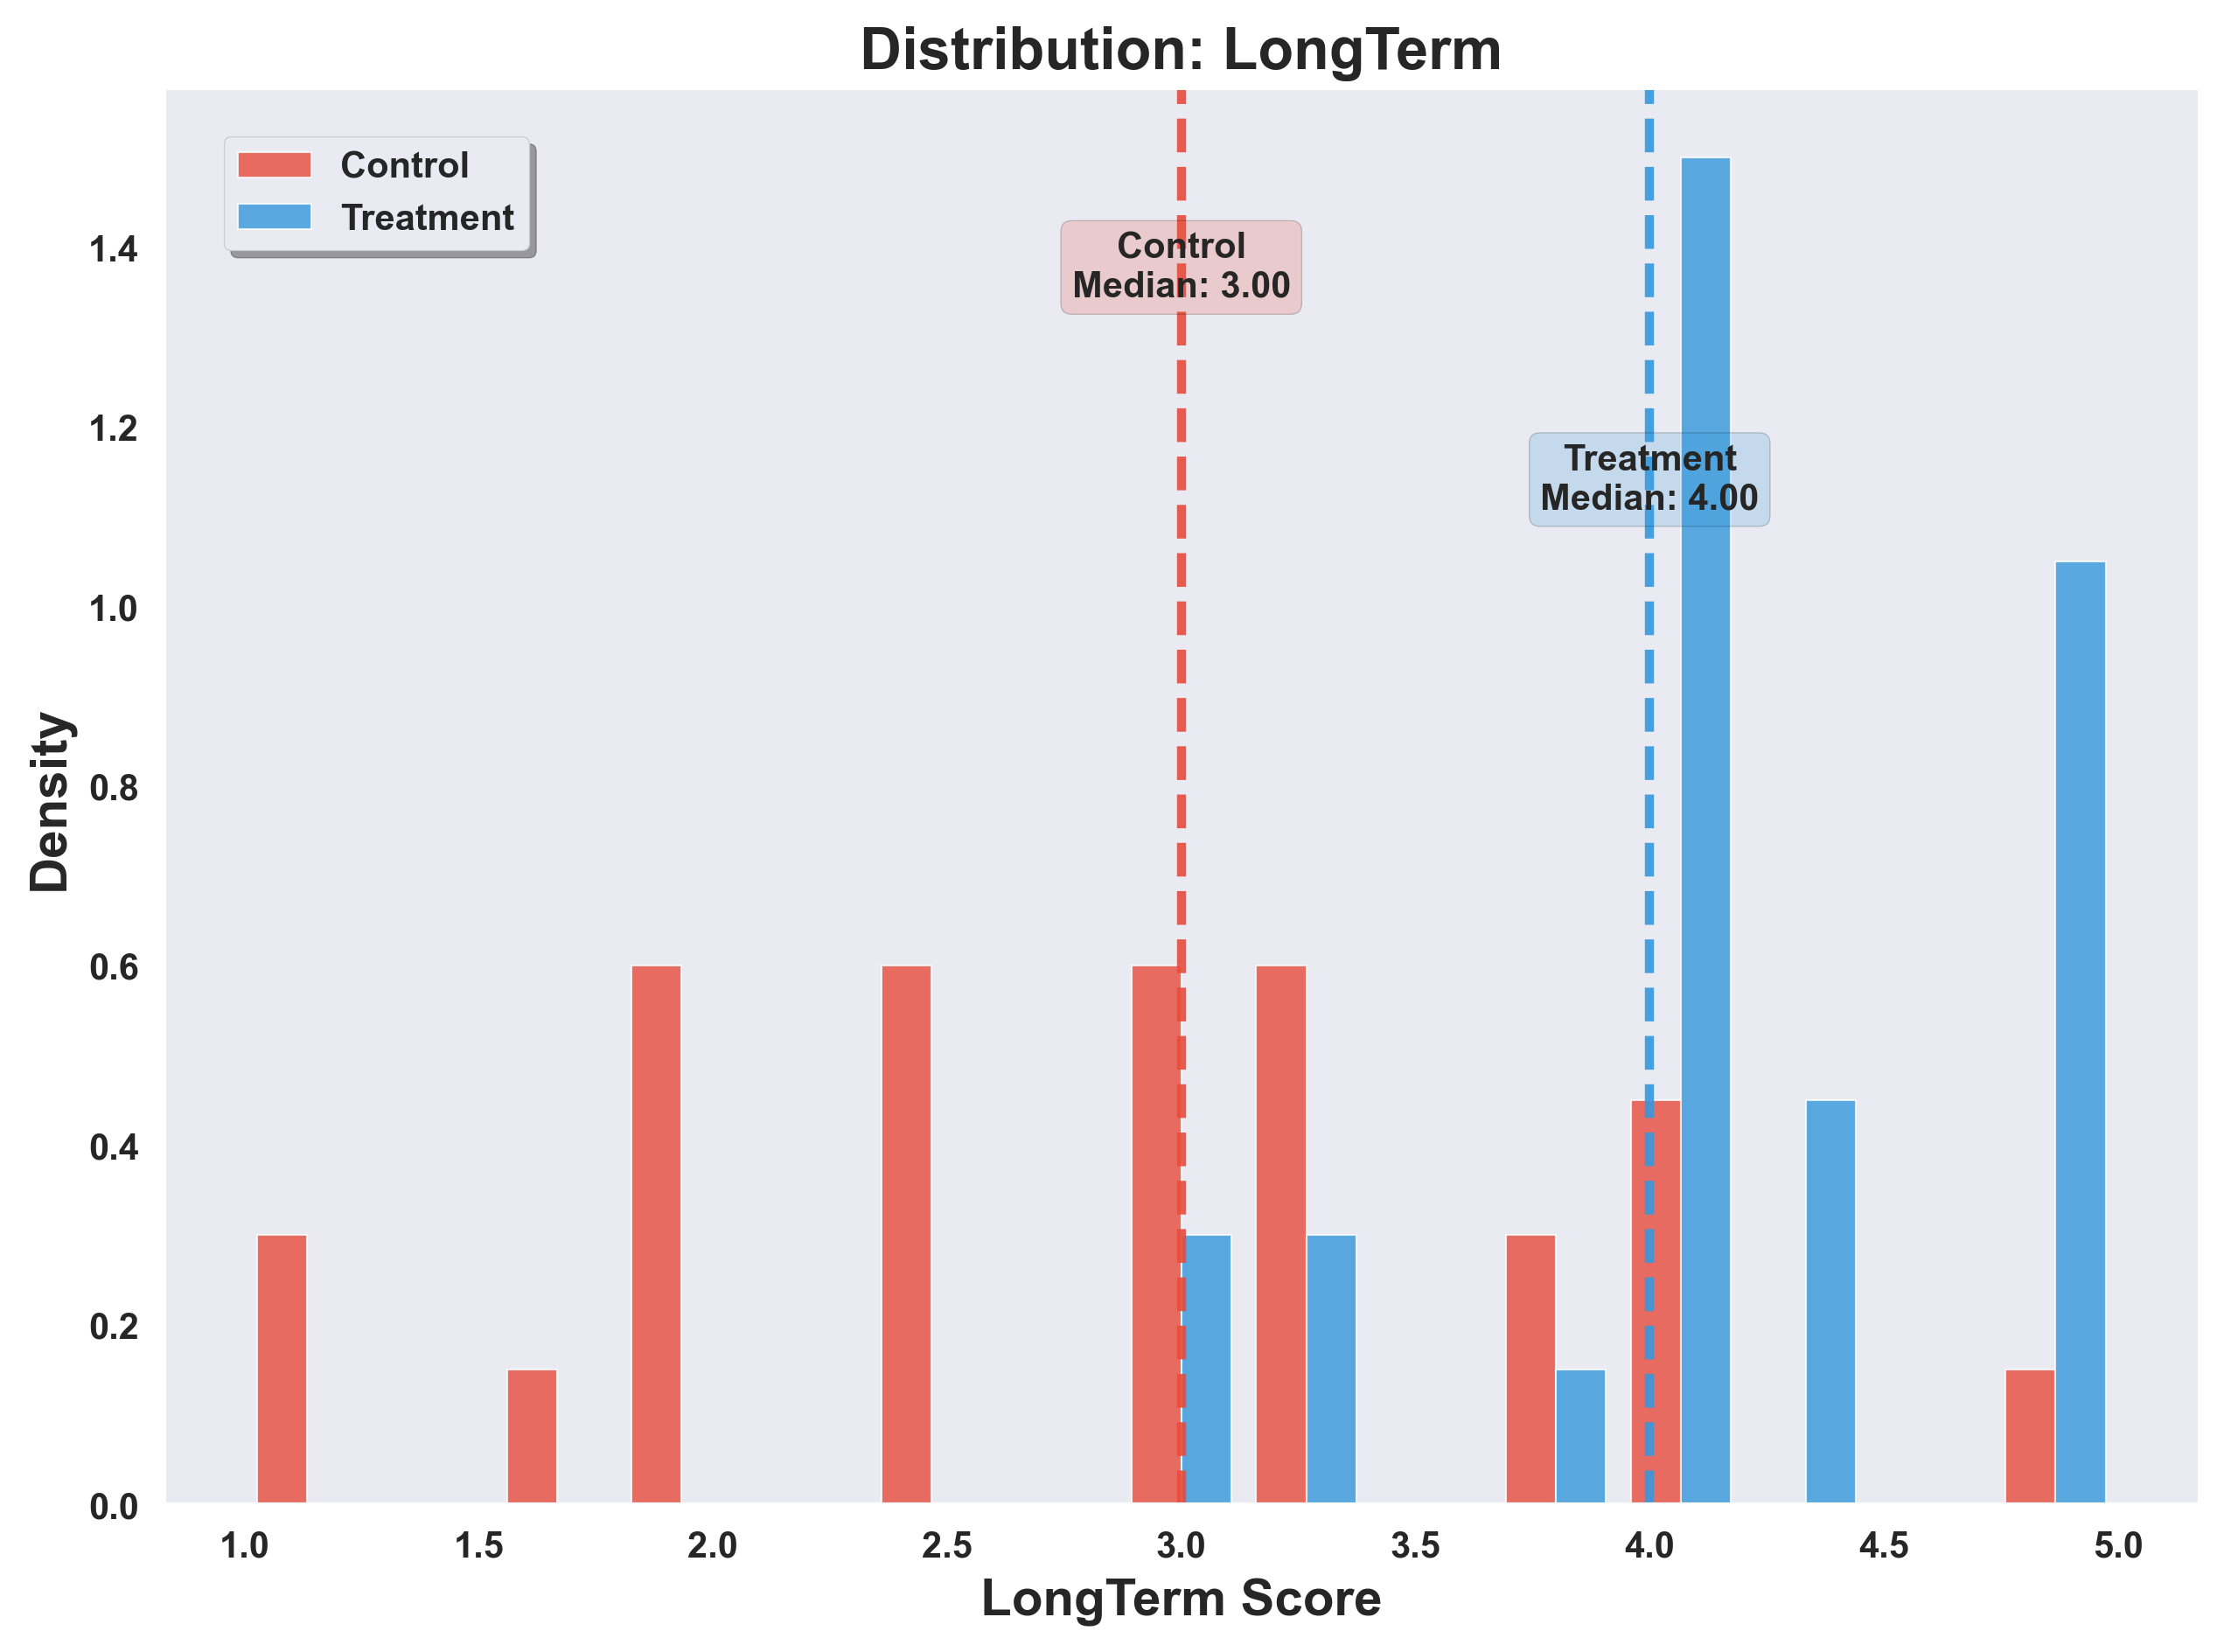 Distribution: LongTerm
Control
Treatment
Control
Median: 3.00
Treatment
Median: 4.00
Density
1.4
1.2
1.0
0.8
0.6
0.4
0.2
0.0
1.0 1.5 2.0 2.5 3.0 3.5 4.0 4.5 5.0
LongTerm Score